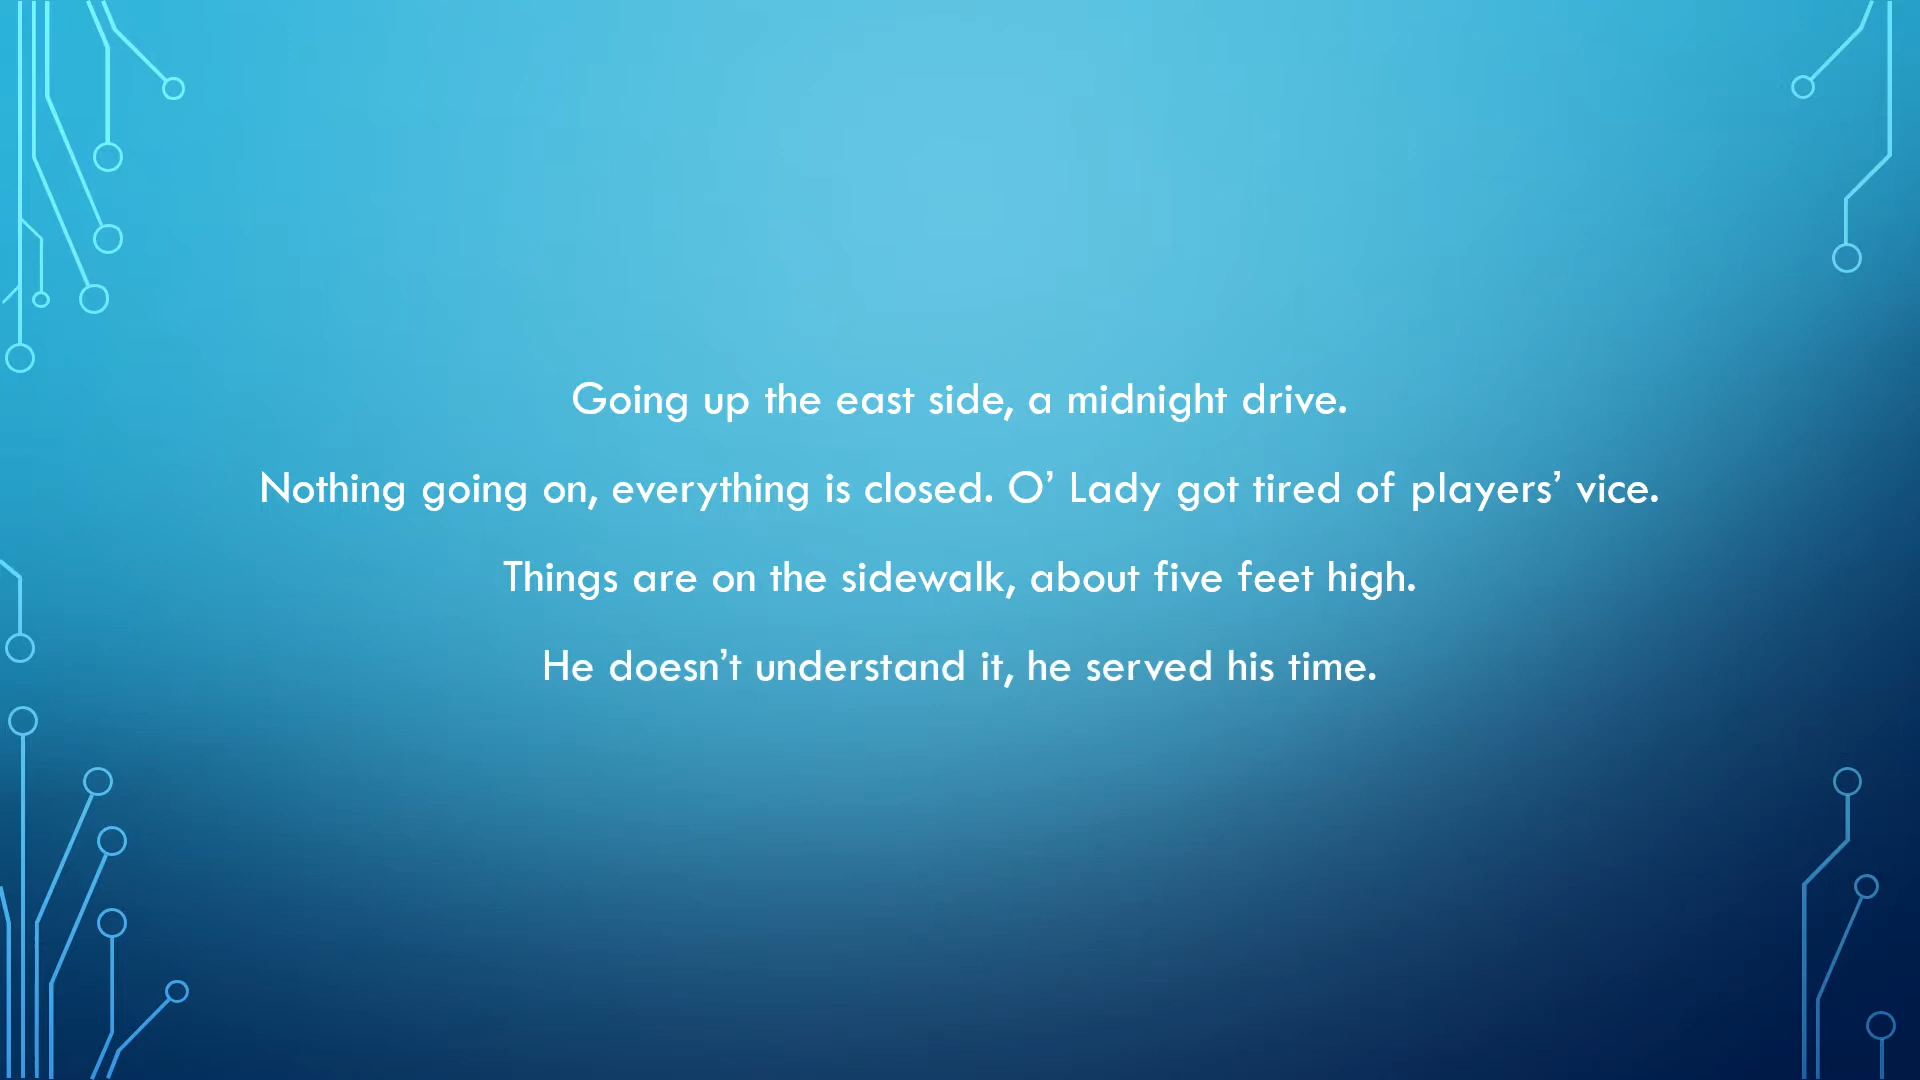 Going up the east side, a midnight drive.
Nothing going on, everything is closed. O’ Lady got tired of players’ vice.
Things are on the sidewalk, about five feet high.
He doesn’t understand it, he served his time.